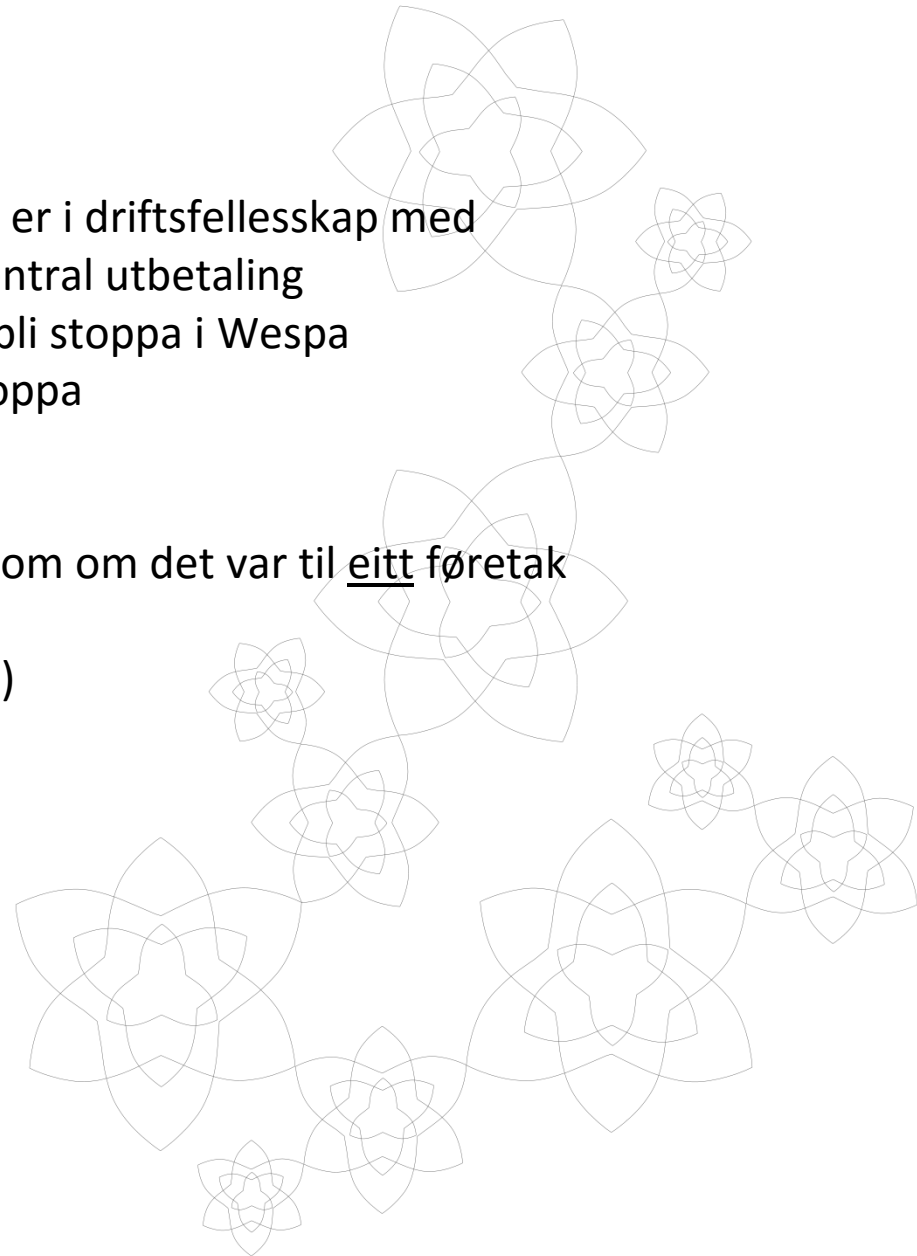 er i driftsfellesskap med
ntral utbetaling
bli stoppa i Wespa
oppa
om om det var til eitt føretak
)